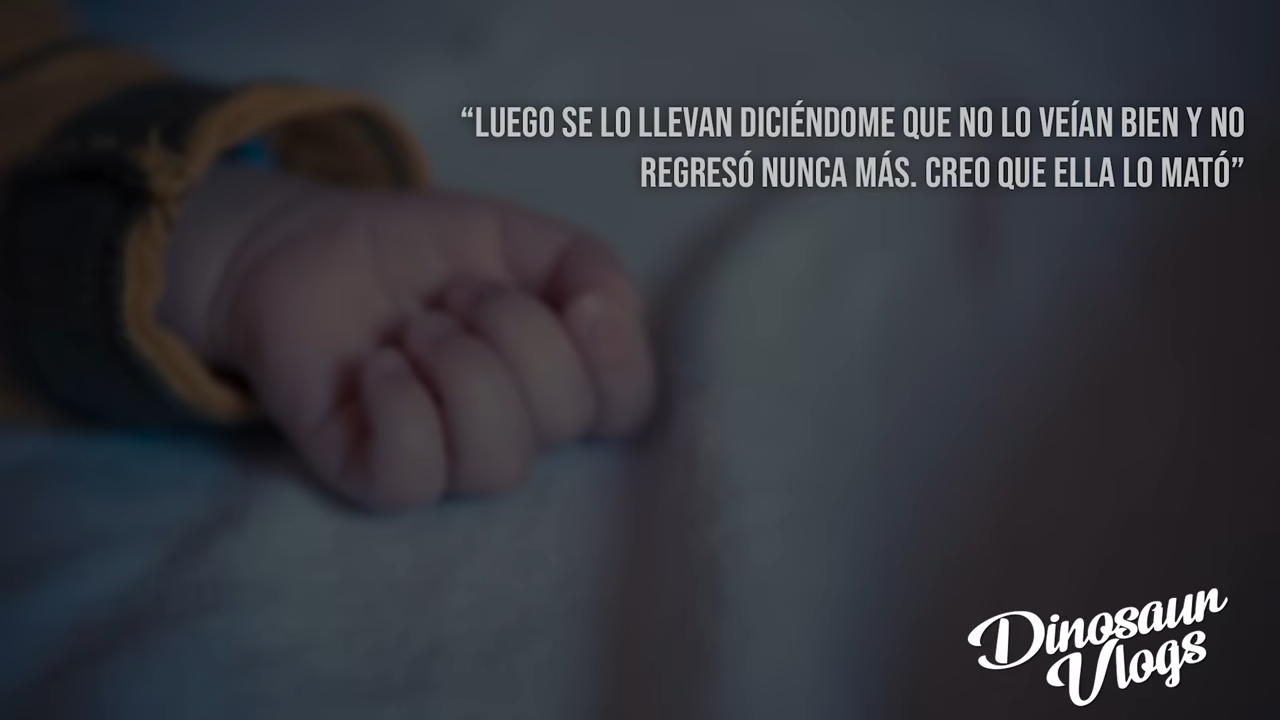 “LUEGO SE LO LLEVAN DICIÉNDOME QUE NO LO VEÍAN BIEN Y NO
REGRESÓ NUNCA MÁS. CREO QUE ELLA LO MATÓ”
Dinosaur
Vlogs